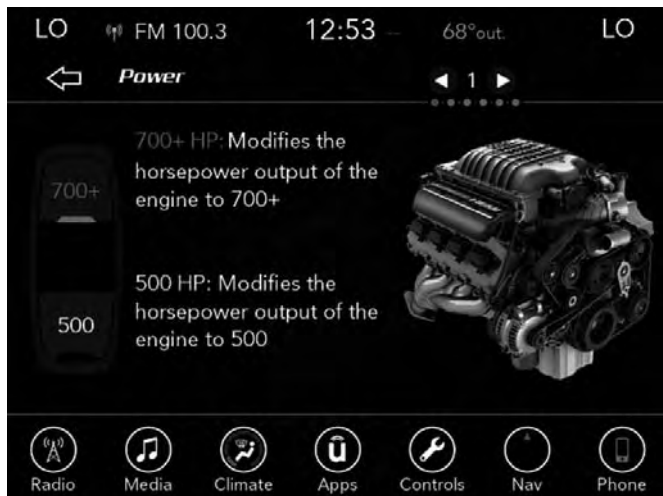 LO FM 100.3 12:53 -- 68°out. LO
Power 1
700+ HP: Modifies the
horsepower output of the
engine to 700+
700+
500 HP: Modifies the
horsepower output of the
engine to 500
500
Radio Media Climate Apps Controls Nav Phone